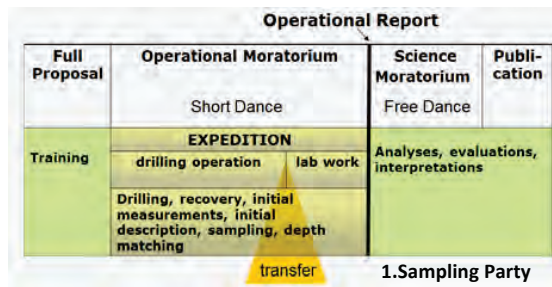 Operational Report
Full
Proposal
Operational Moratorium
Short Dance
Science
Moratorium
Free Dance
Publi-
cation
Training
EXPEDITION
drilling operation
lab work
Drilling, recovery, initial
measurements, initial
description, sampling, depth
matching
transfer
Analyses, evaluations,
interpretations
1.Sampling Party